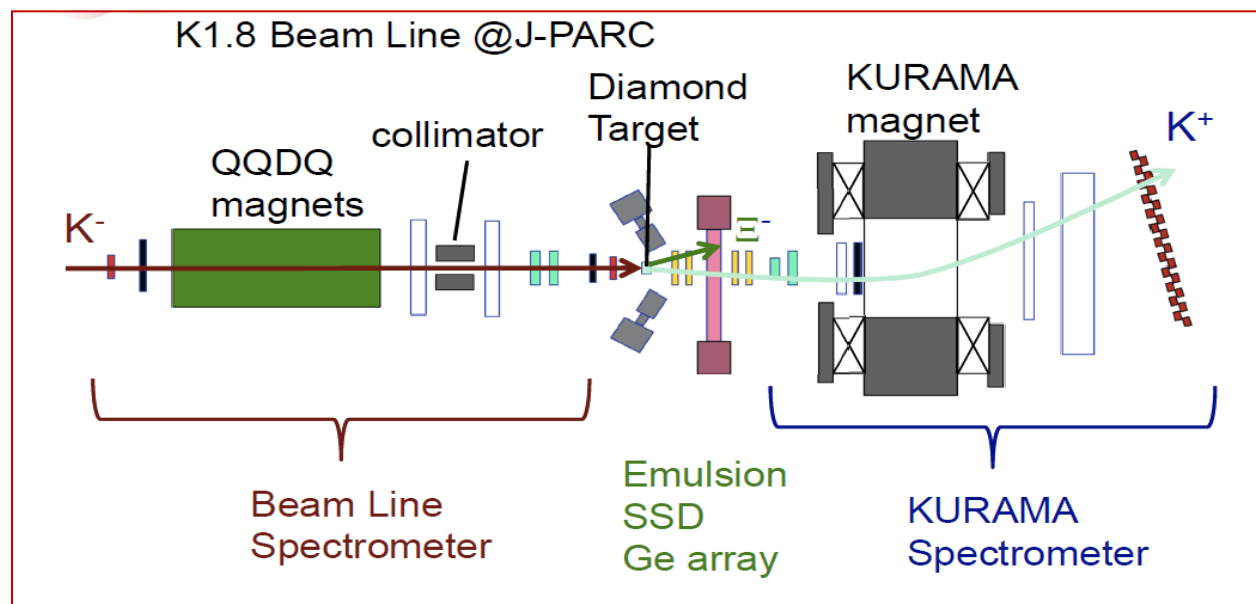 K1.8 Beam Line @J-PARC
Diamond
Target
KURAMA
magnet
K⁺
collimator
QQDQ
magnets
K⁻
Ξ⁻
Beam Line
Spectrometer
Emulsion
SSD
Ge array
KURAMA
Spectrometer